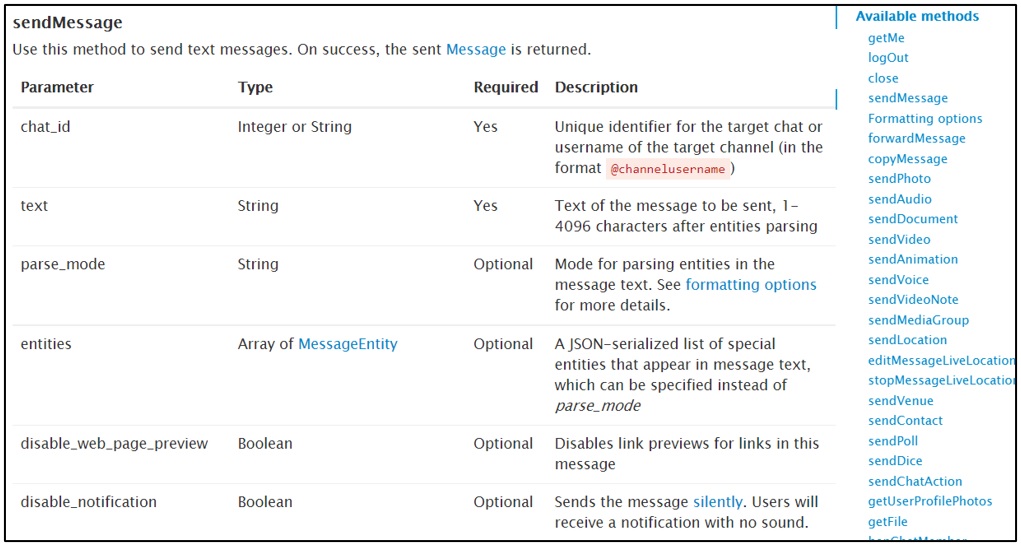 sendMessage
Use this method to send text messages. On success, the sent Message is returned.
Parameter Type Required Description
chat_id Integer or String Yes Unique identifier for the target chat or
username of the target channel (in the
format @channelusername)
text String Yes Text of the message to be sent, 1-
4096 characters after entities parsing
parse_mode String Optional Mode for parsing entities in the
message text. See formatting options
for more details.
entities Array of MessageEntity Optional A JSON-serialized list of special
entities that appear in message text,
which can be specified instead of
parse_mode
disable_web_page_preview Boolean Optional Disables link previews for links in this
message
disable_notification Boolean Optional Sends the message silently. Users will
receive a notification with no sound.
Available methods
getMe
logOut
close
sendMessage
Formatting options
forwardMessage
copyMessage
sendPhoto
sendAudio
sendDocument
sendVideo
sendAnimation
sendVoice
sendVideoNote
sendMediaGroup
sendLocation
editMessageLiveLocation
stopMessageLiveLocation
sendVenue
sendContact
sendPoll
sendDice
sendChatAction
getUserProfilePhotos
getFile